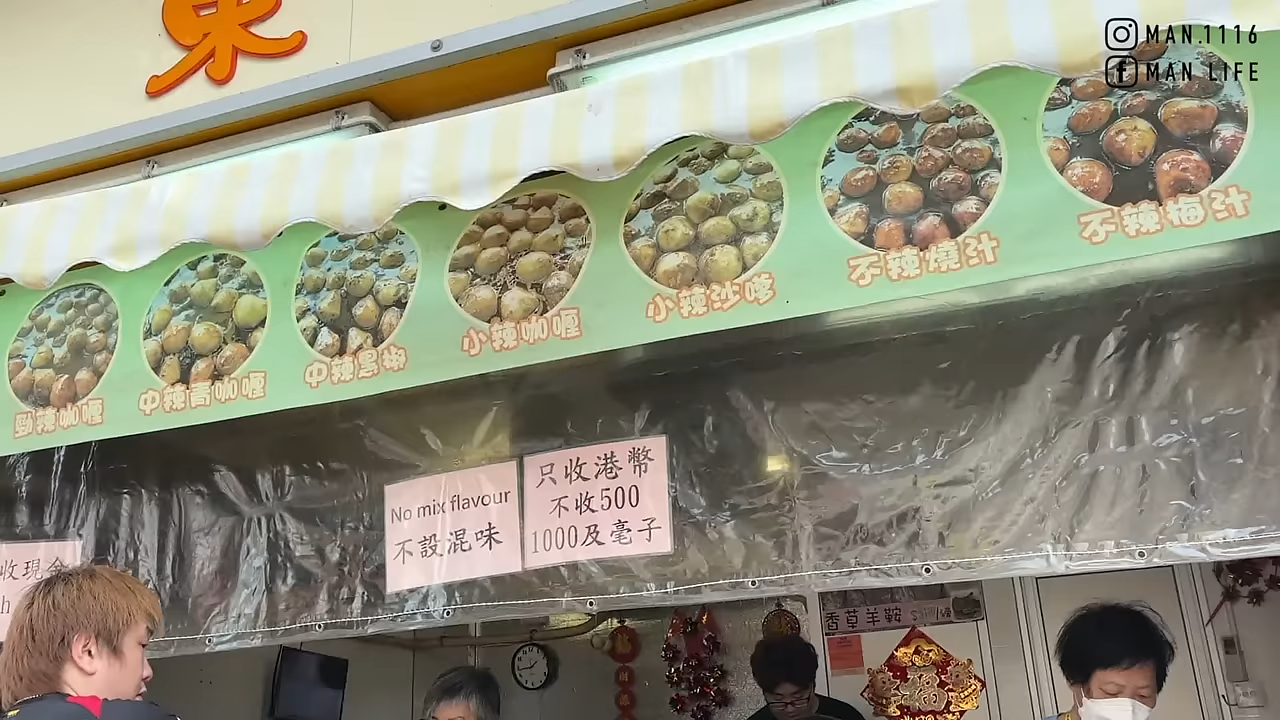 東
MAN.1116
MAN LIFE
勁辣咖喱
中辣青咖喱
中辣黑椒
小辣咖喱
小辣沙嗲
不辣燒汁
不辣梅汁
No mix flavour
不設混味
只收港幣
不收500
1000及毫子
收現金
h
香草羊鞍
福